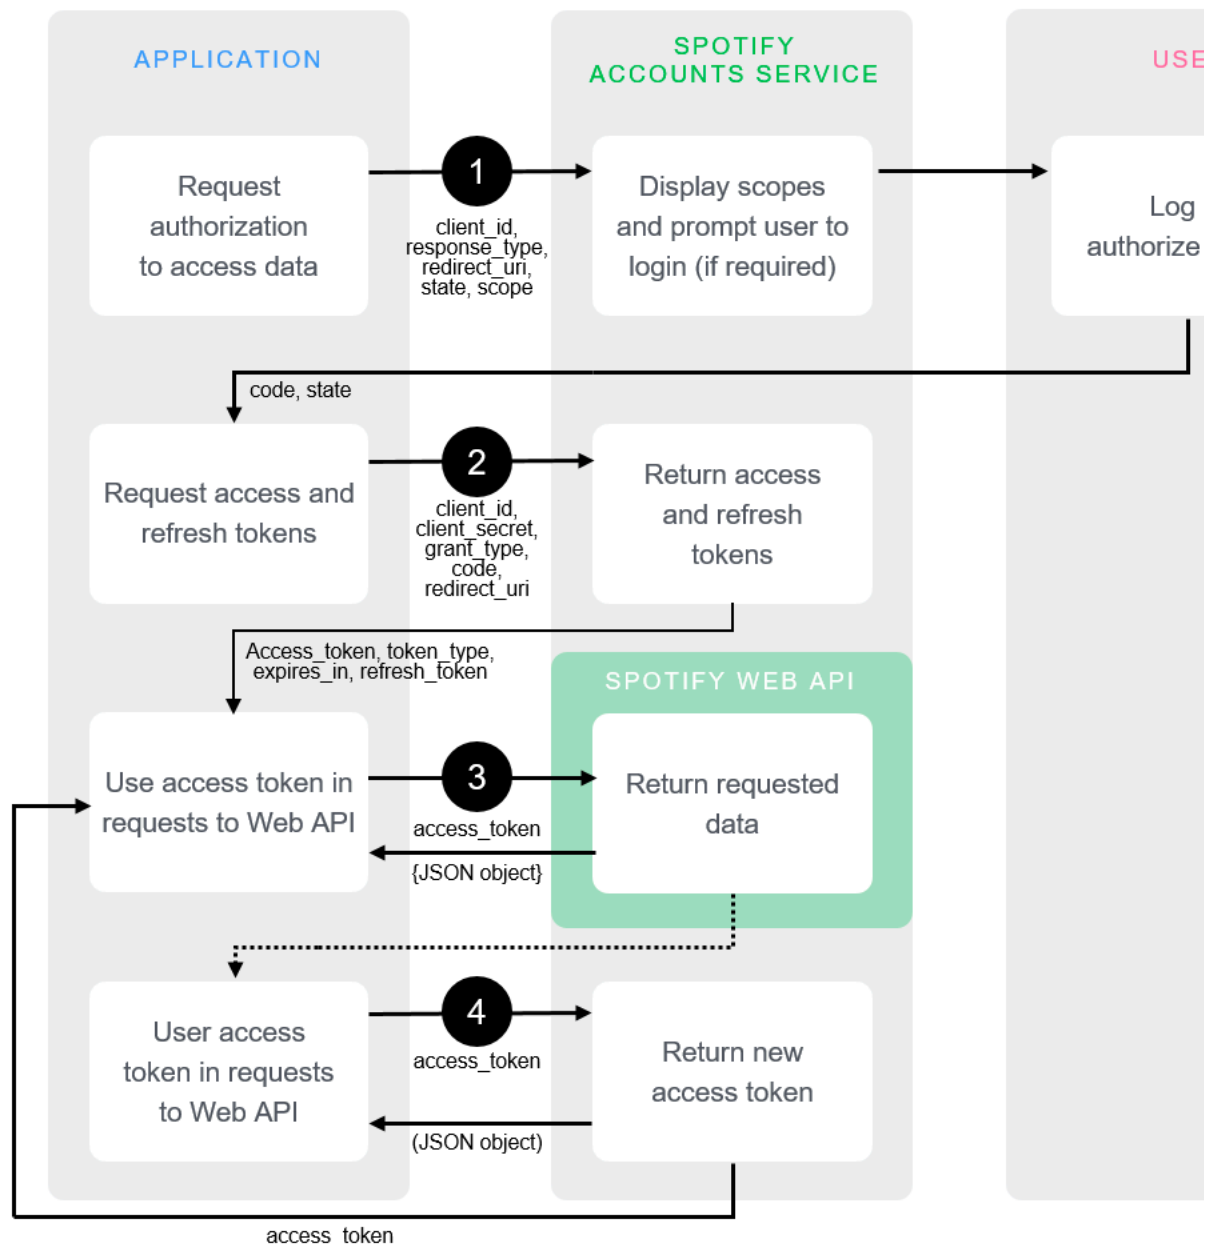 APPLICATION
SPOTIFY
ACCOUNTS SERVICE
USE
Request
authorization
to access data
1
client_id,
response_type,
redirect_uri,
state, scope
Display scopes
and prompt user to
login (if required)
Log
authorize
code, state
Request access and
refresh tokens
2
client_id,
client_secret,
grant_type,
code,
redirect_uri
Return access
and refresh
tokens
Access_token, token_type,
expires_in, refresh_token
SPOTIFY WEB API
Use access token in
requests to Web API
3
access_token
{JSON object}
Return requested
data
User access
token in requests
to Web API
4
access_token
(JSON object)
Return new
access token
access_token